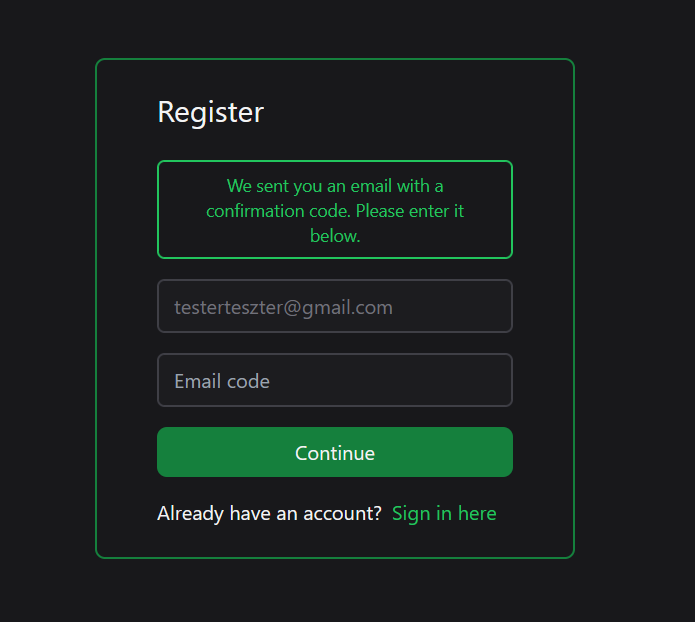 Register
We sent you an email with a
confirmation code. Please enter it
below.
testerteszter@gmail.com
Email code
Continue
Already have an account? Sign in here